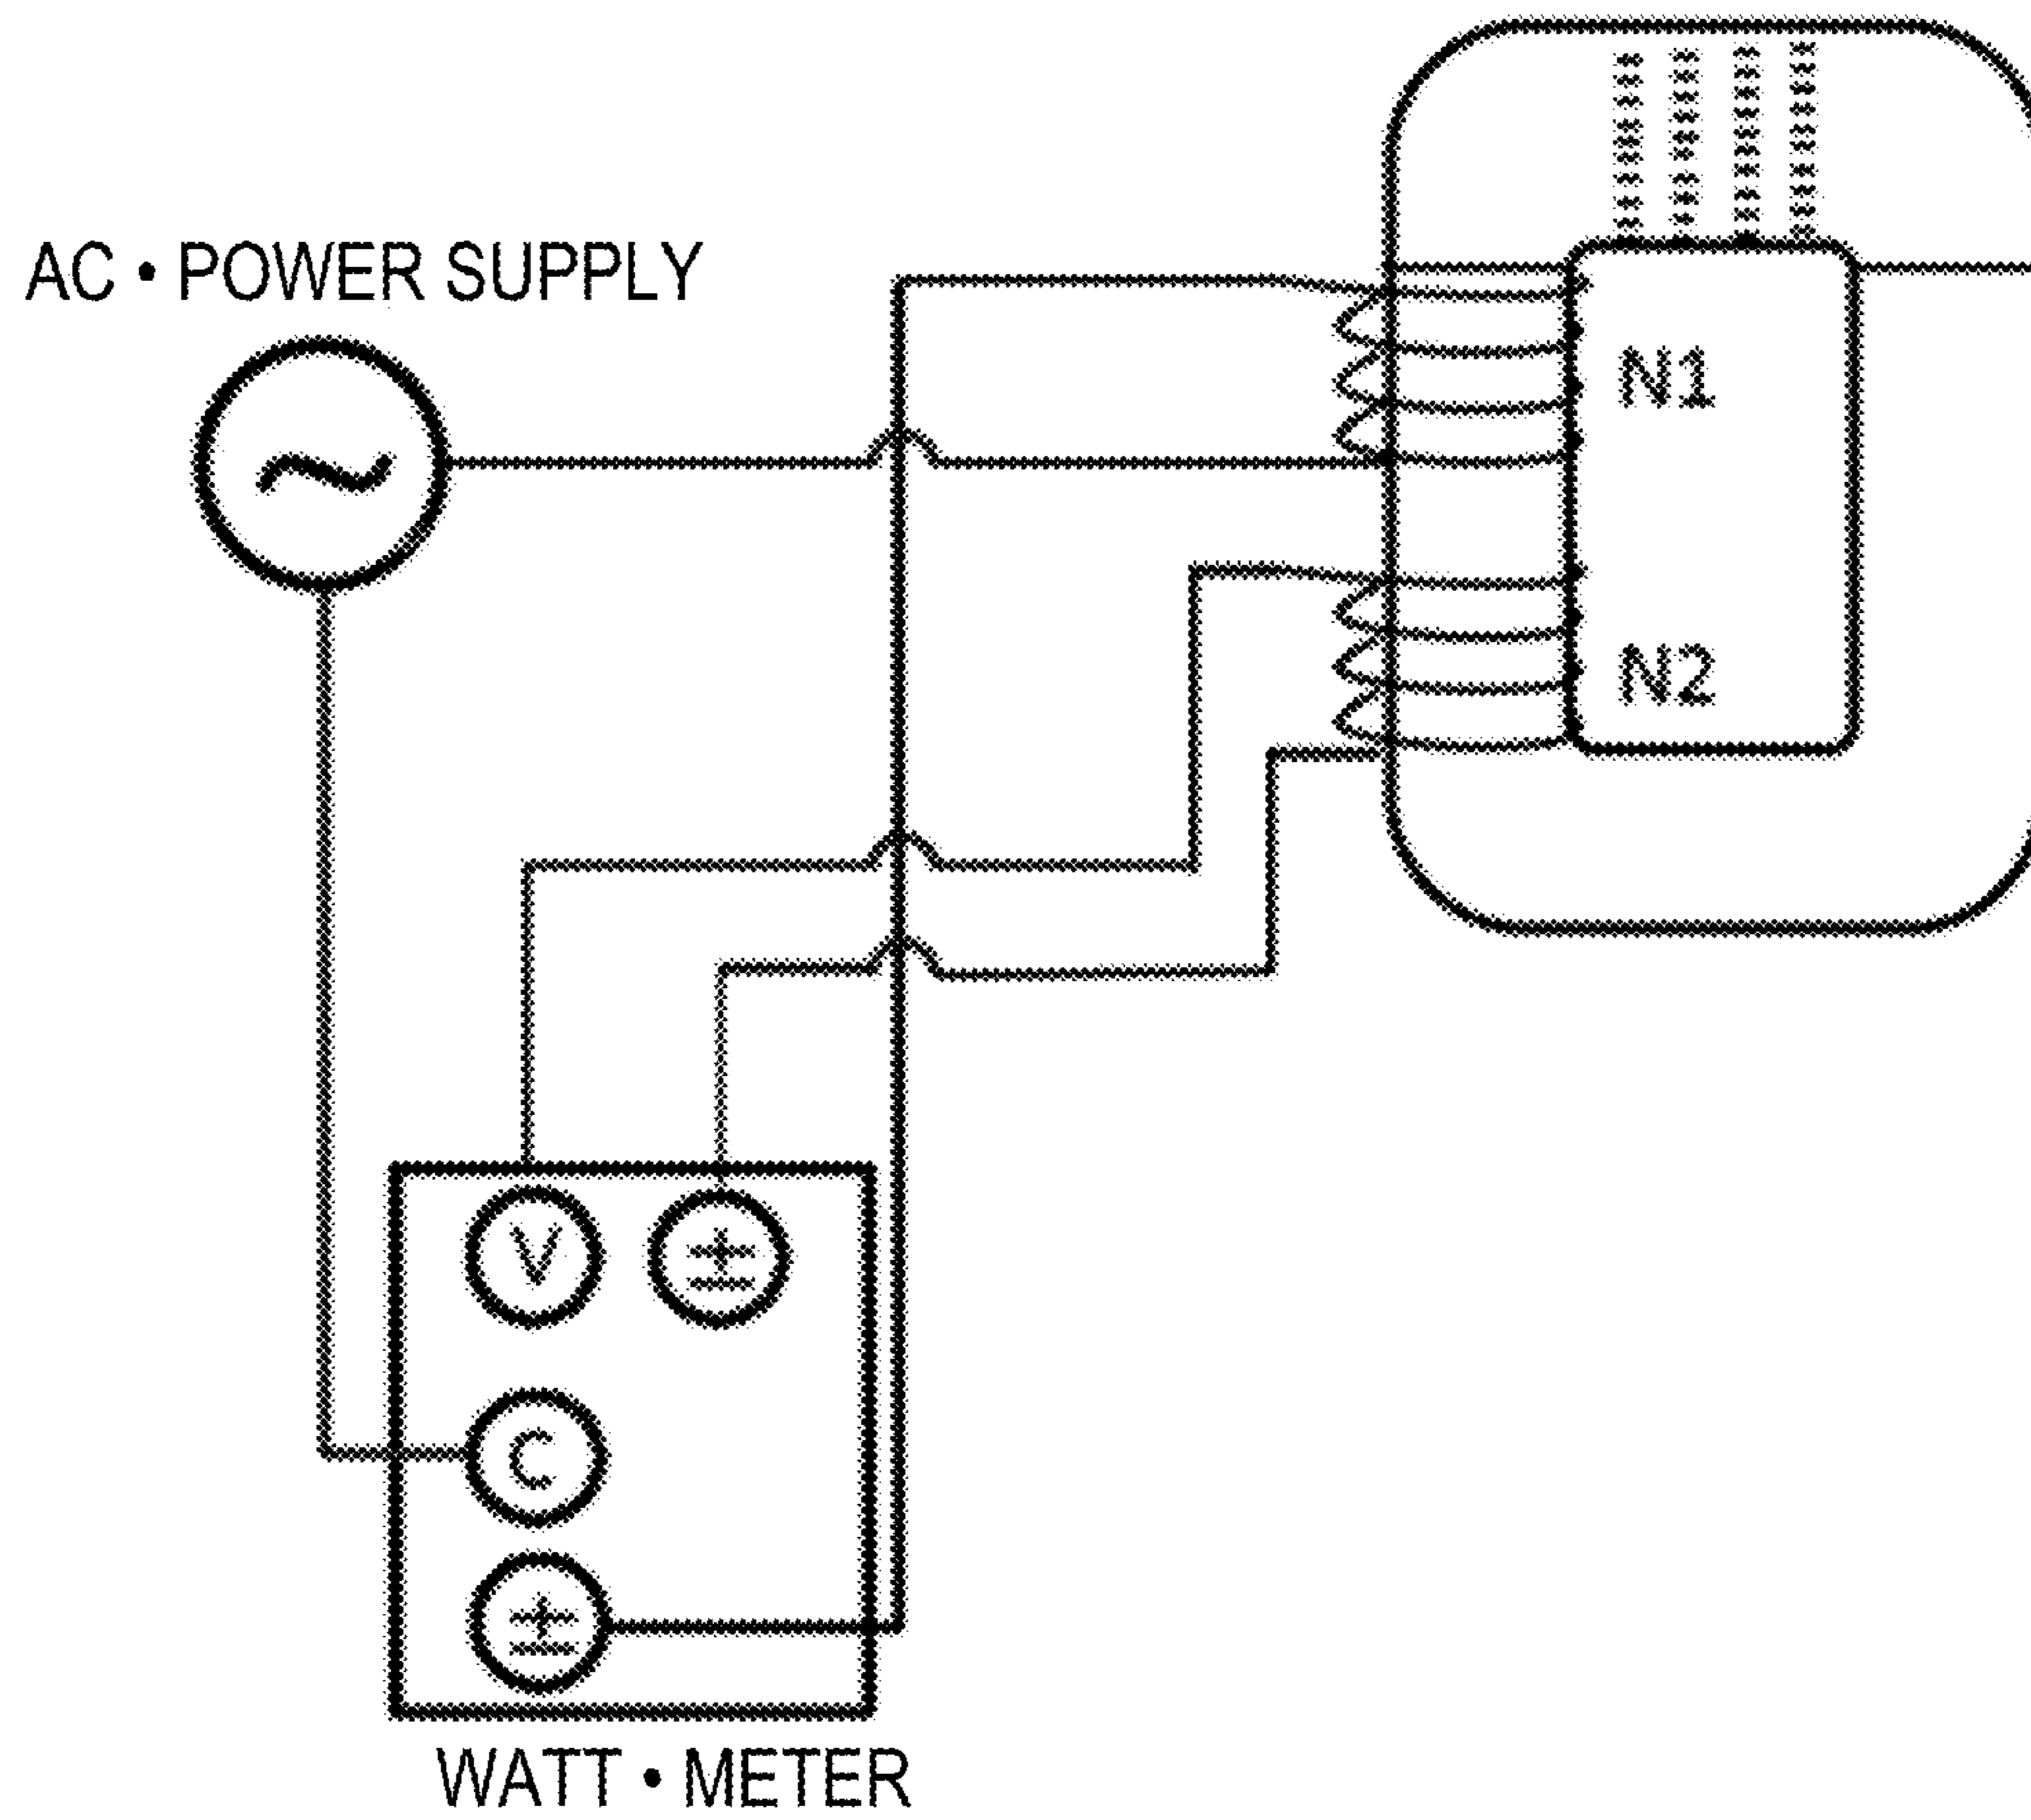 AC・POWER SUPPLY
N1
N2
V ±
C
±
WATT・METER